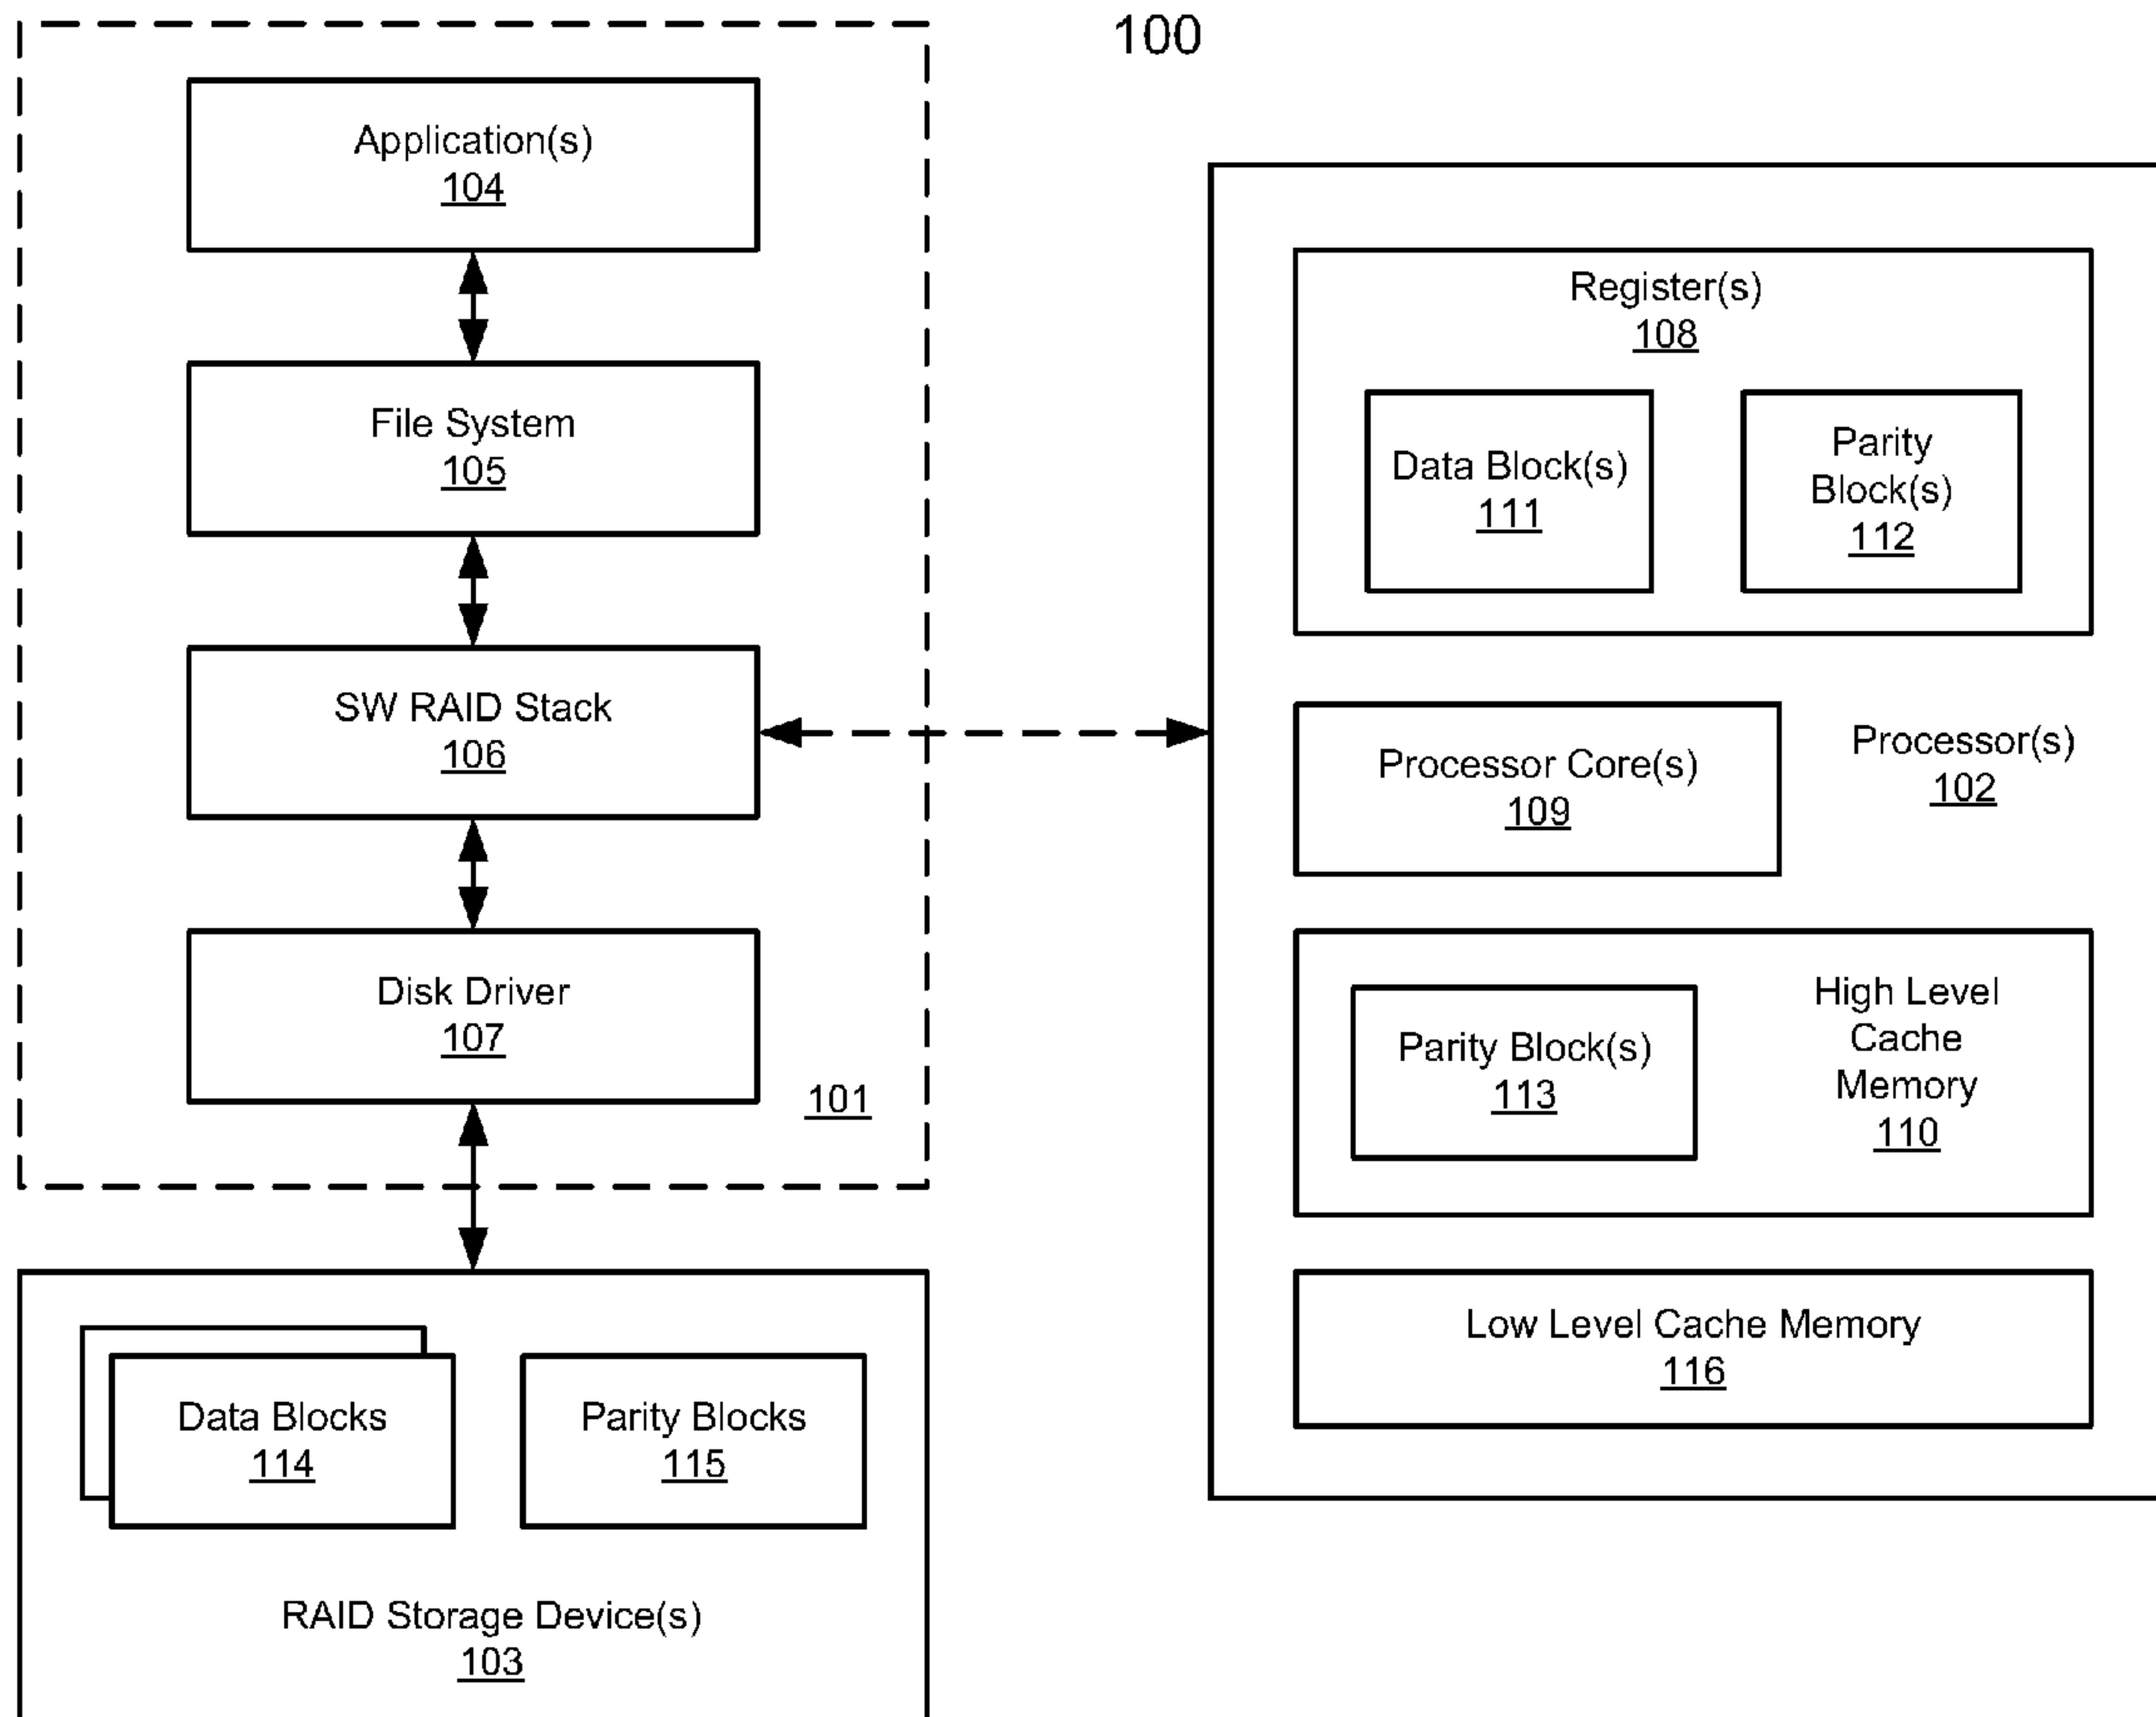 100
Application(s)
104
File System
105
SW RAID Stack
106
Disk Driver
107
101
Data Blocks
114
Parity Blocks
115
RAID Storage Device(s)
103
Register(s)
108
Data Block(s)
111
Parity
Block(s)
112
Processor Core(s)
109
Processor(s)
102
Parity Block(s)
113
High Level
Cache
Memory
110
Low Level Cache Memory
116